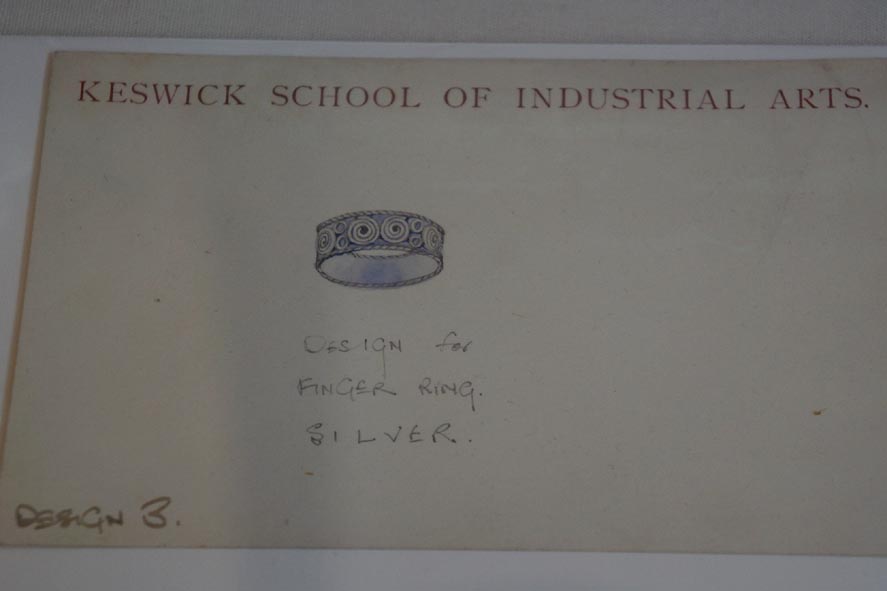 KESWICK SCHOOL OF INDUSTRIAL ARTS.
DESIGN for
FINGER RING.
SILVER.
DESIGN 3.